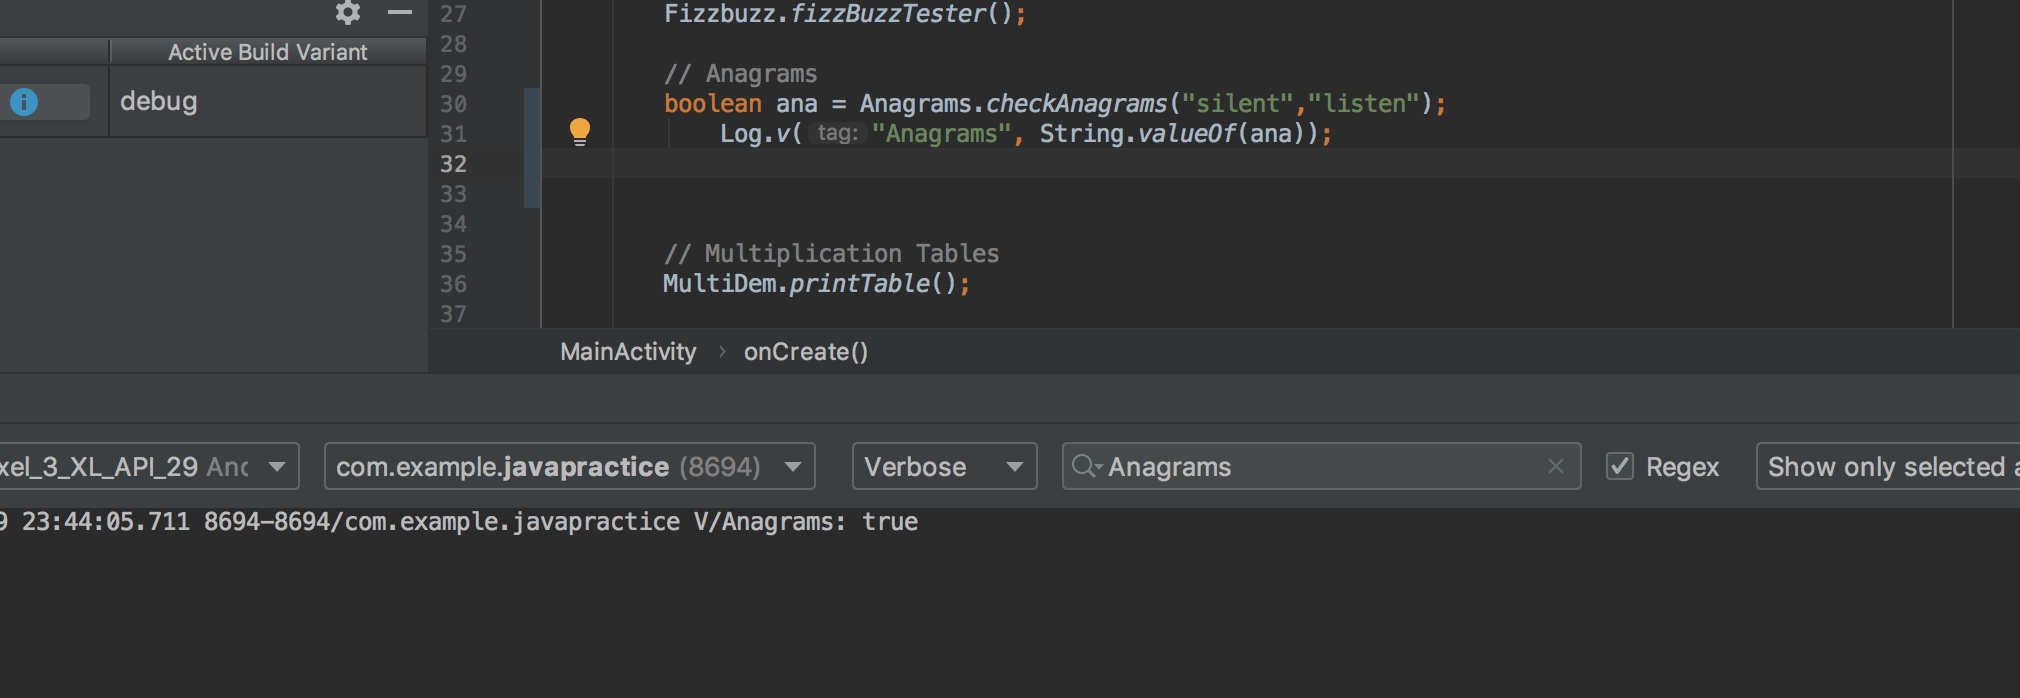 Active Build Variant
debug
27 Fizzbuzz.fizzBuzzTester();
28
29 // Anagrams
30 boolean ana = Anagrams.checkAnagrams("silent","listen");
31 Log.v( tag: "Anagrams", String.valueOf(ana));
32
33
34
35 // Multiplication Tables
36 MultiDem.printTable();
37
MainActivity › onCreate()
xel_3_XL_API_29 And com.example.javapractice (8694) Verbose Anagrams Regex Show only selected a
9 23:44:05.711 8694-8694/com.example.javapractice V/Anagrams: true